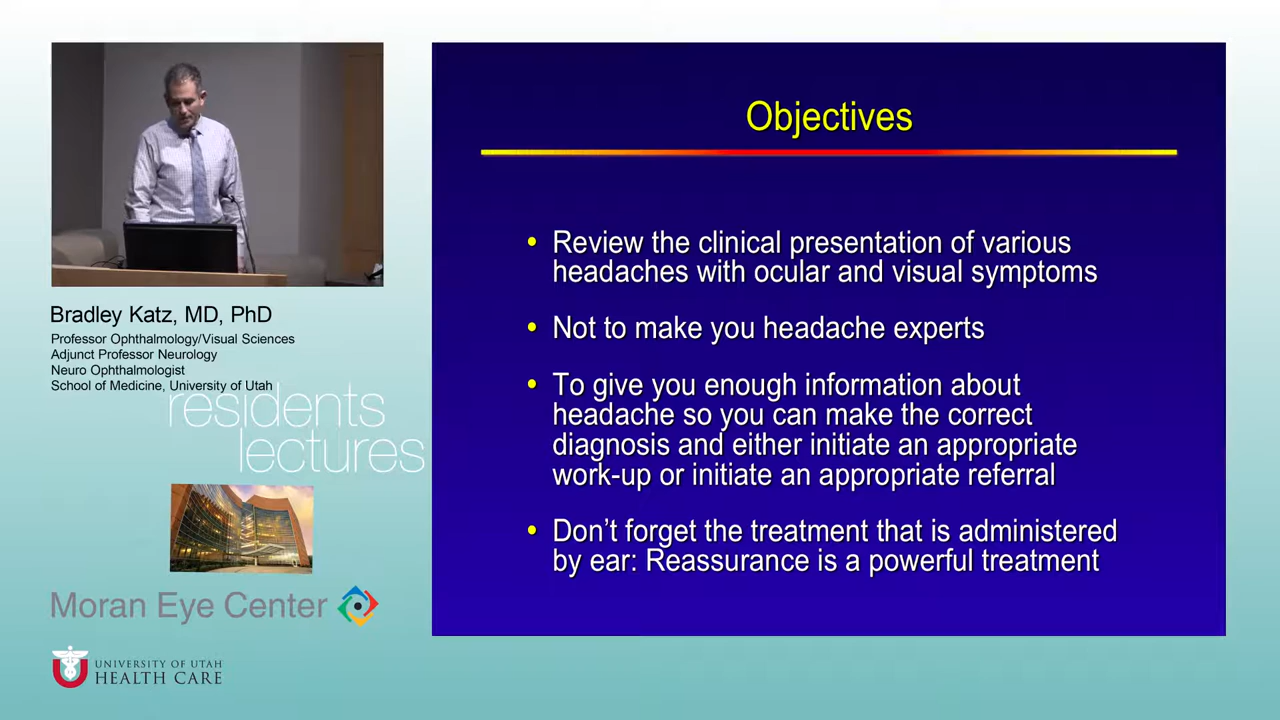 Objectives
• Review the clinical presentation of various
headaches with ocular and visual symptoms
• Not to make you headache experts
• To give you enough information about
headache so you can make the correct
diagnosis and either initiate an appropriate
work-up or initiate an appropriate referral
• Don’t forget the treatment that is administered
by ear: Reassurance is a powerful treatment
Bradley Katz, MD, PhD
Professor Ophthalmology/Visual Sciences
Adjunct Professor Neurology
Neuro Ophthalmologist
School of Medicine, University of Utah
residents
lectures
Moran Eye Center
UNIVERSITY OF UTAH
HEALTH CARE